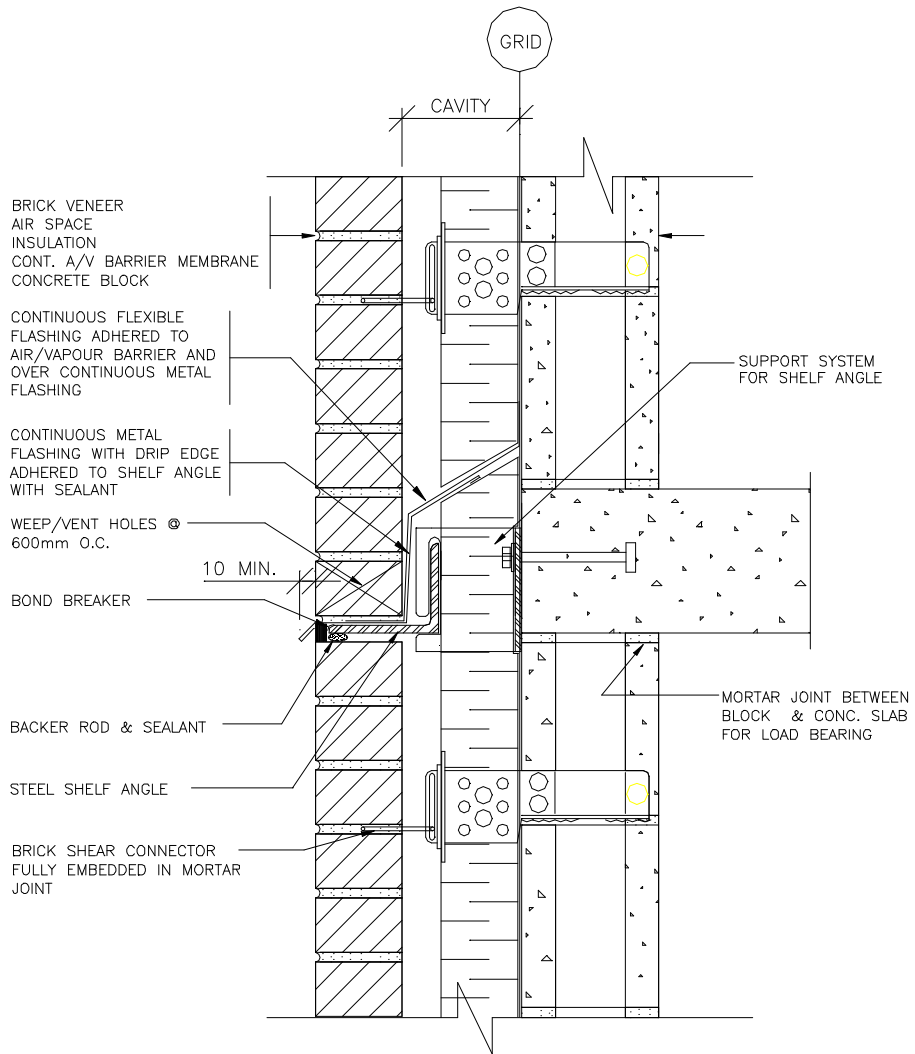 GRID
CAVITY
BRICK VENEER
AIR SPACE
INSULATION
CONT. A/V BARRIER MEMBRANE
CONCRETE BLOCK
CONTINUOUS FLEXIBLE
FLASHING ADHERED TO
AIR/VAPOUR BARRIER AND
OVER CONTINUOUS METAL
FLASHING
SUPPORT SYSTEM
FOR SHELF ANGLE
CONTINUOUS METAL
FLASHING WITH DRIP EDGE
ADHERED TO SHELF ANGLE
WITH SEALANT
WEEP/VENT HOLES @
600mm O.C.
10 MIN.
BOND BREAKER
MORTAR JOINT BETWEEN
BLOCK & CONC. SLAB
FOR LOAD BEARING
BACKER ROD & SEALANT
STEEL SHELF ANGLE
BRICK SHEAR CONNECTOR
FULLY EMBEDDED IN MORTAR
JOINT